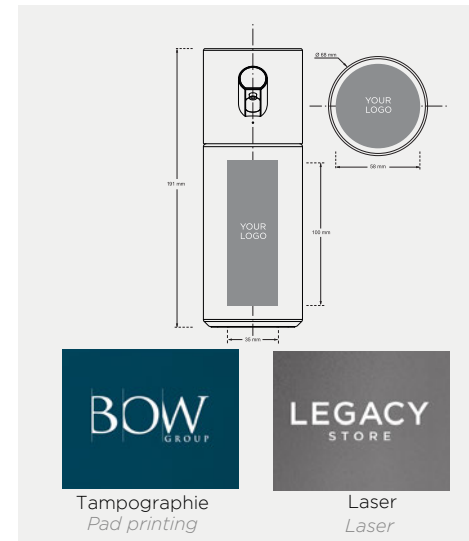 Ø 68 mm
YOUR
LOGO
58 mm
191 mm
YOUR
LOGO
100 mm
35 mm
BOW
GROUP
LEGACY
STORE
Tampographie
Pad printing
Laser
Laser